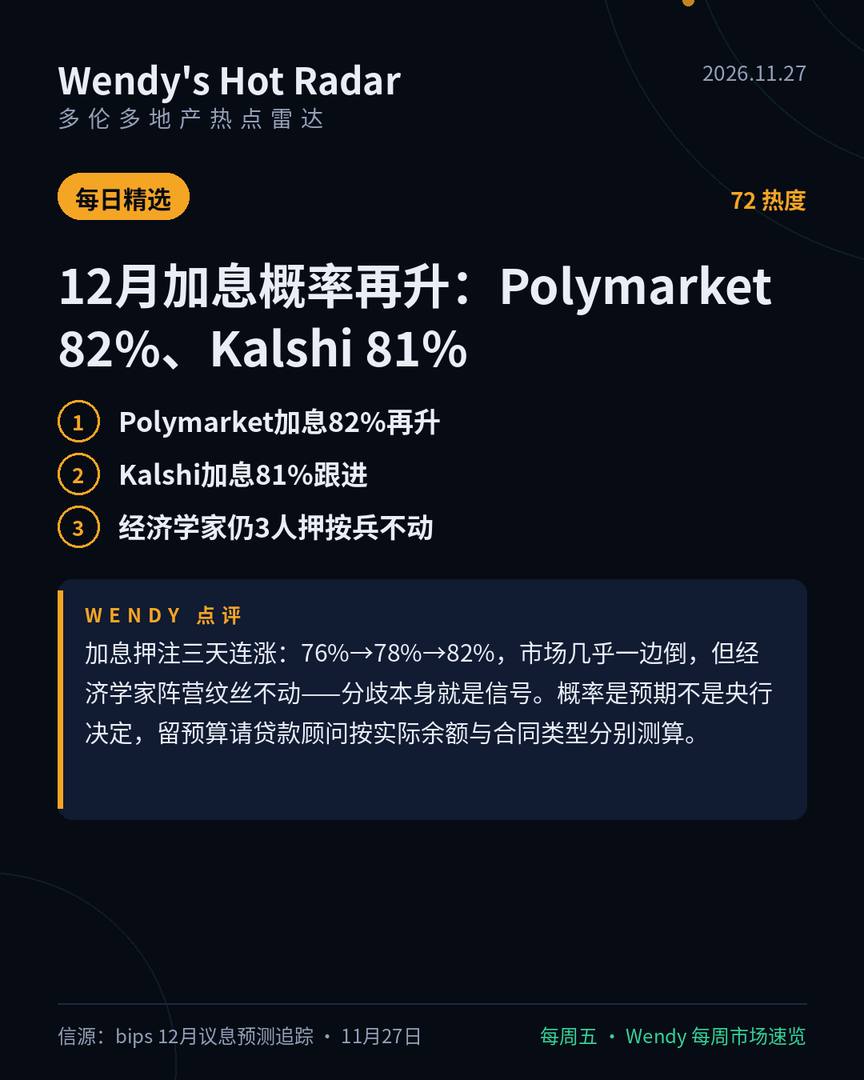 Wendy's Hot Radar
2026.11.27
多伦多地产热点雷达
每日精选
72 热度
12月加息概率再升：Polymarket
82%、Kalshi 81%
1 Polymarket加息82%再升
2 Kalshi加息81%跟进
3 经济学家仍3人押按兵不动
WENDY 点评
加息押注三天连涨：76%→78%→82%，市场几乎一边倒，但经
济学家阵营纹丝不动——分歧本身就是信号。概率是预期不是央行
决定，留预算请贷款顾问按实际余额与合同类型分别测算。
信源：bips 12月议息预测追踪 · 11月27日
每周五 · Wendy 每周市场速览